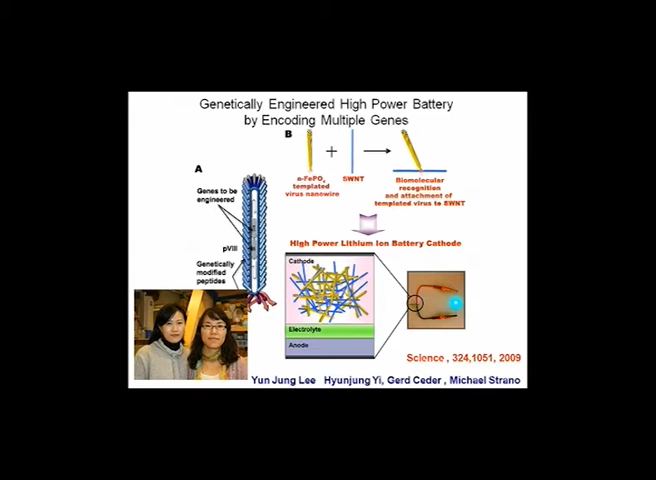 Genetically Engineered High Power Battery
by Encoding Multiple Genes
A
Genes to be
engineered
pVIII
Genetically
modified
peptides
B
+
α-FePO4
templated
virus nanowire
SWNT
Biomolecular
recognition
and attachment of
templated virus to SWNT
High Power Lithium Ion Battery Cathode
Cathode
Electrolyte
Anode
Science , 324,1051, 2009
Yun Jung Lee Hyunjung Yi, Gerd Ceder , Michael Strano